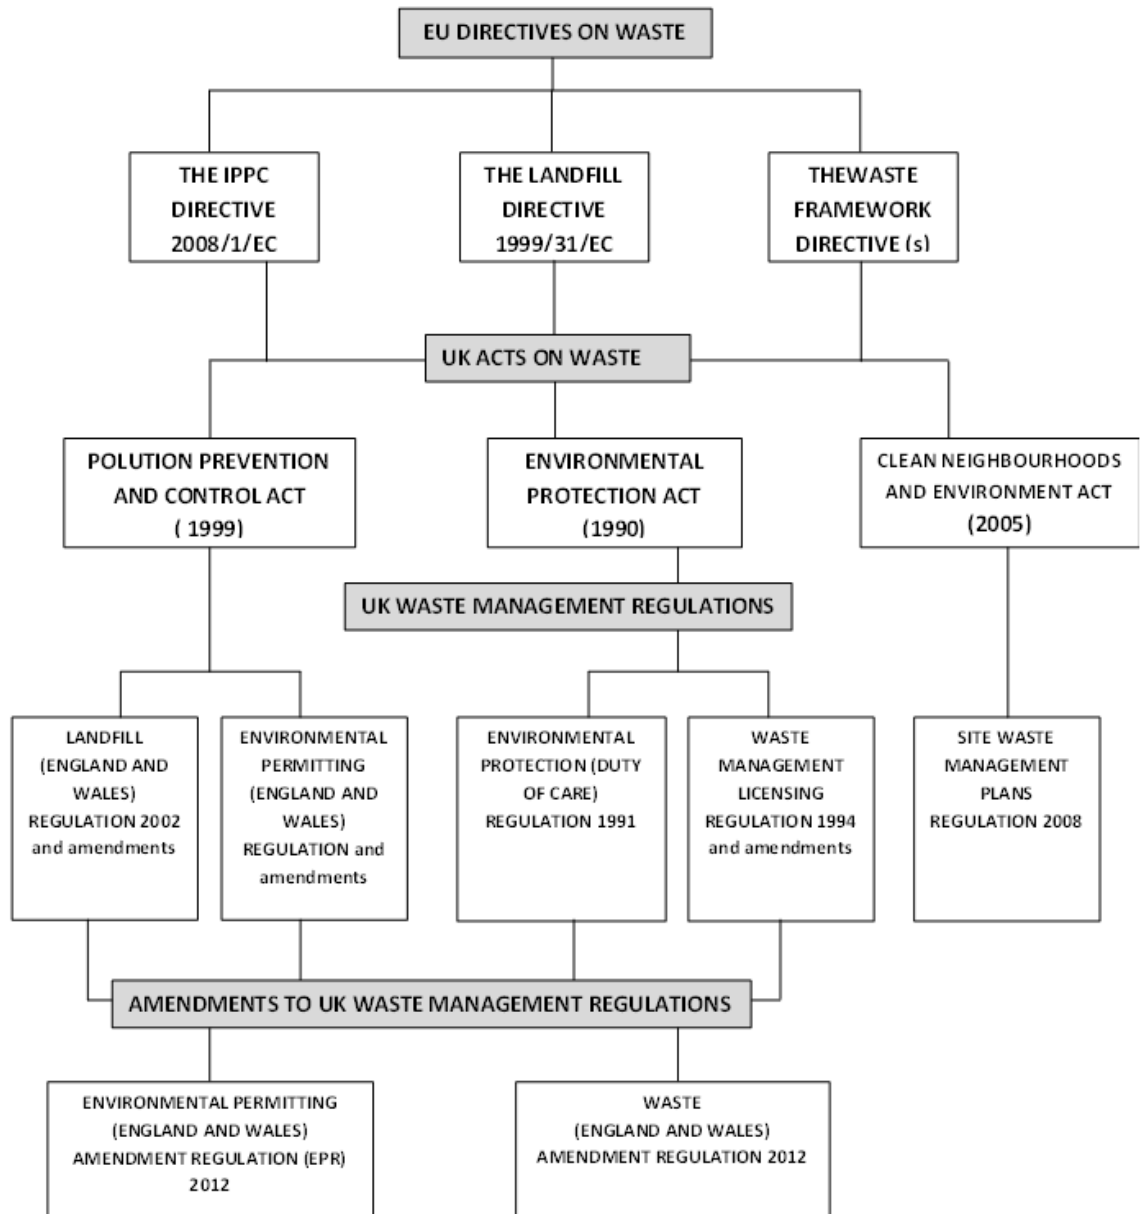 EU DIRECTIVES ON WASTE
THE IPPC
DIRECTIVE
2008/1/EC
THE LANDFILL
DIRECTIVE
1999/31/EC
THEWASTE
FRAMEWORK
DIRECTIVE (s)
UK ACTS ON WASTE
POLUTION PREVENTION
AND CONTROL ACT
( 1999)
ENVIRONMENTAL
PROTECTION ACT
(1990)
CLEAN NEIGHBOURHOODS
AND ENVIRONMENT ACT
(2005)
UK WASTE MANAGEMENT REGULATIONS
LANDFILL
(ENGLAND AND
WALES)
REGULATION 2002
and amendments
ENVIRONMENTAL
PERMITTING
(ENGLAND AND
WALES)
REGULATION and
amendments
ENVIRONMENTAL
PROTECTION (DUTY
OF CARE)
REGULATION 1991
WASTE
MANAGEMENT
LICENSING
REGULATION 1994
and amendments
SITE WASTE
MANAGEMENT
PLANS
REGULATION 2008
AMENDMENTS TO UK WASTE MANAGEMENT REGULATIONS
ENVIRONMENTAL PERMITTING
(ENGLAND AND WALES)
AMENDMENT REGULATION (EPR)
2012
WASTE
(ENGLAND AND WALES)
AMENDMENT REGULATION 2012